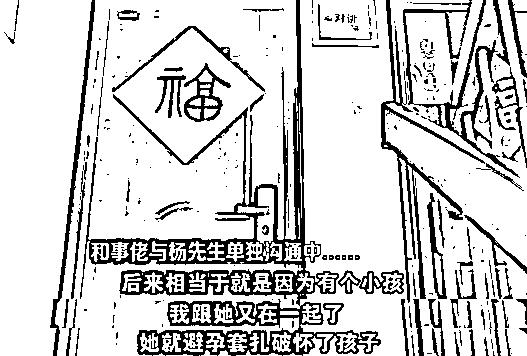 福
和事佬与杨先生单独沟通中……
后来相当于就是因为有个小孩
我跟她又在一起了
她就避孕套扎破怀了孩子